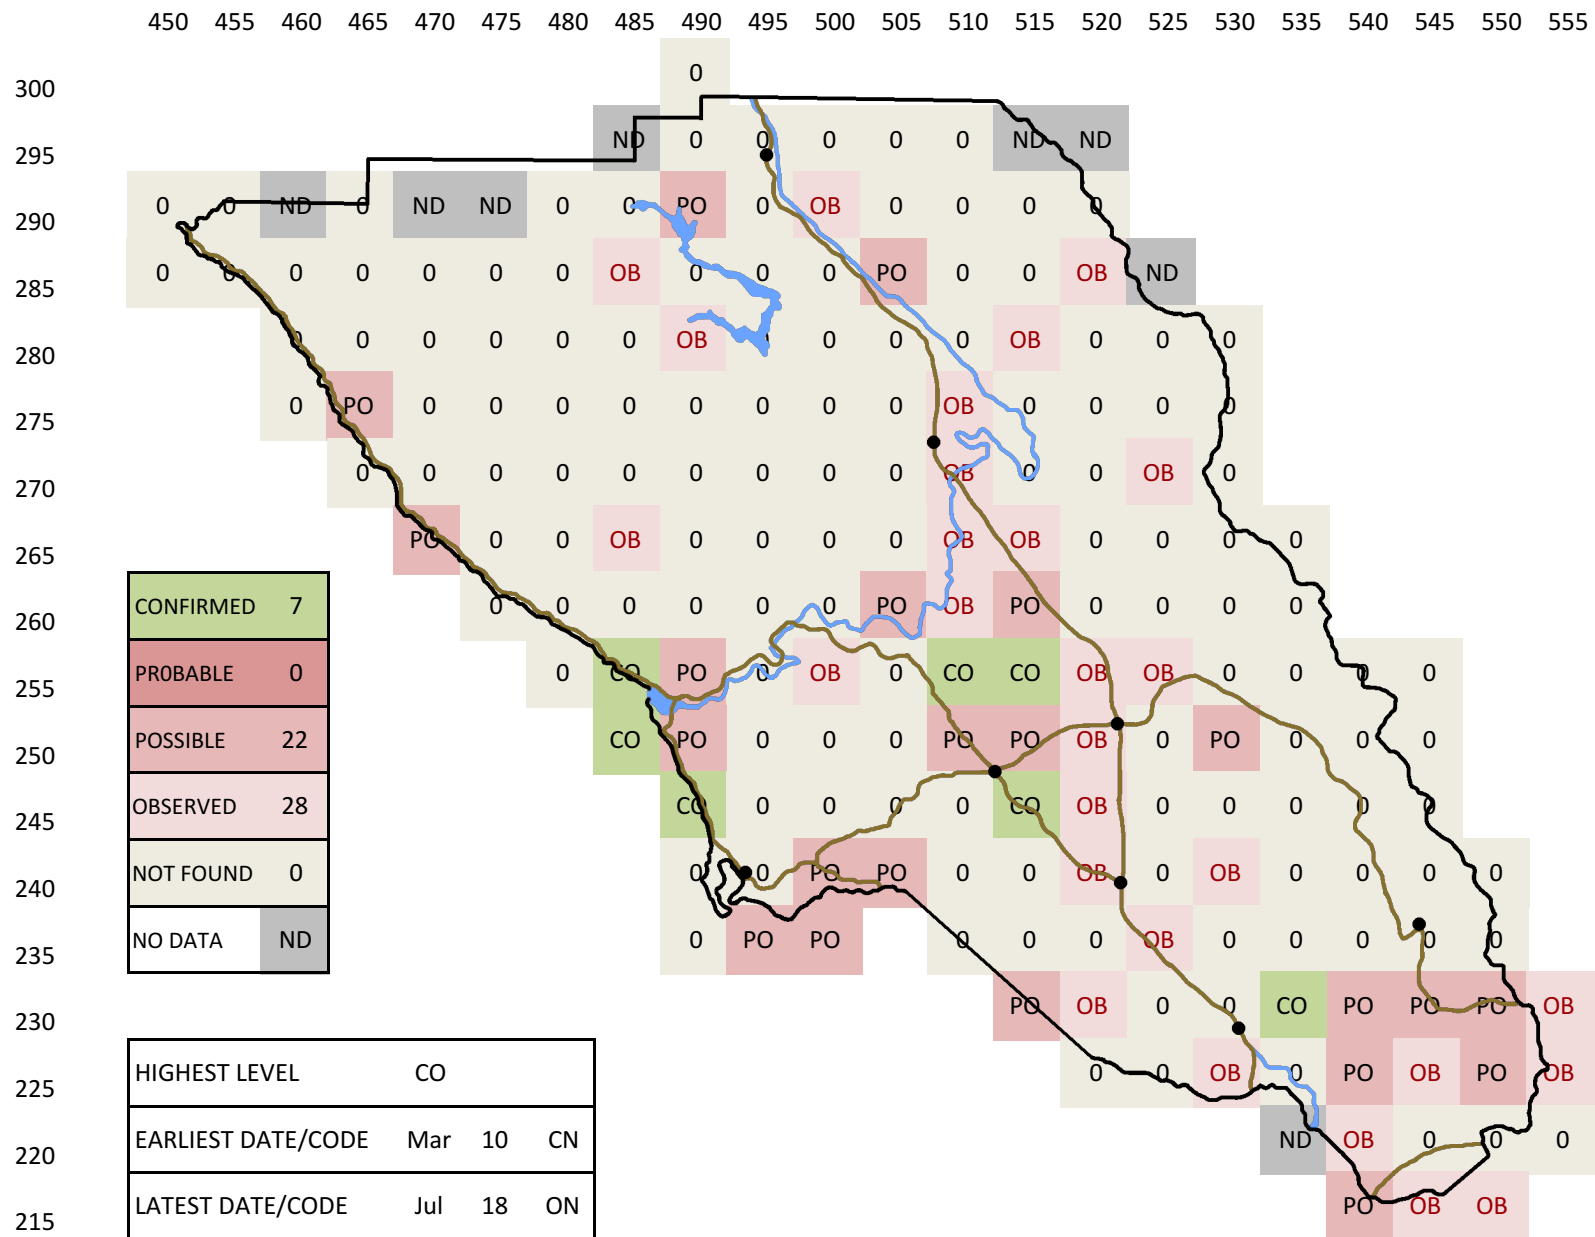 450 455 460 465 470 475 480 485 490 495 500 505 510 515 520 525 530 535 540 545 550 555
300 0
295 ND 0 0 0 0 0 ND ND
290 0 0 ND 0 ND ND 0 0 PO 0 OB 0 0 0 0
285 0 0 0 0 0 0 0 OB 0 0 0 PO 0 0 OB ND
280 0 0 0 0 0 0 OB 0 0 0 0 OB 0 0 0
275 0 PO 0 0 0 0 0 0 0 0 OB 0 0 0 0
270 0 0 0 0 0 0 0 0 0 OB 0 0 OB 0
265 PO 0 0 OB 0 0 0 0 OB OB 0 0 0 0
260 CONFIRMED 7 0 0 0 0 0 0 PO OB PO 0 0 0 0
255 PR0BABLE 0 0 CO PO 0 OB 0 CO CO OB OB 0 0 0 0
250 POSSIBLE 22 CO PO 0 0 0 PO PO OB 0 PO 0 0 0
245 OBSERVED 28 CO 0 0 0 0 CO OB 0 0 0 0 0
240 NOT FOUND 0 0 0 PO PO 0 0 OB 0 OB 0 0 0 0
235 NO DATA ND 0 PO PO 0 0 0 OB 0 0 0 0 0
230 PO OB 0 0 CO PO PO PO OB
225 HIGHEST LEVEL CO 0 0 OB 0 PO OB PO OB
220 EARLIEST DATE/CODE Mar 10 CN ND OB 0 0 0
215 LATEST DATE/CODE Jul 18 ON PO OB OB